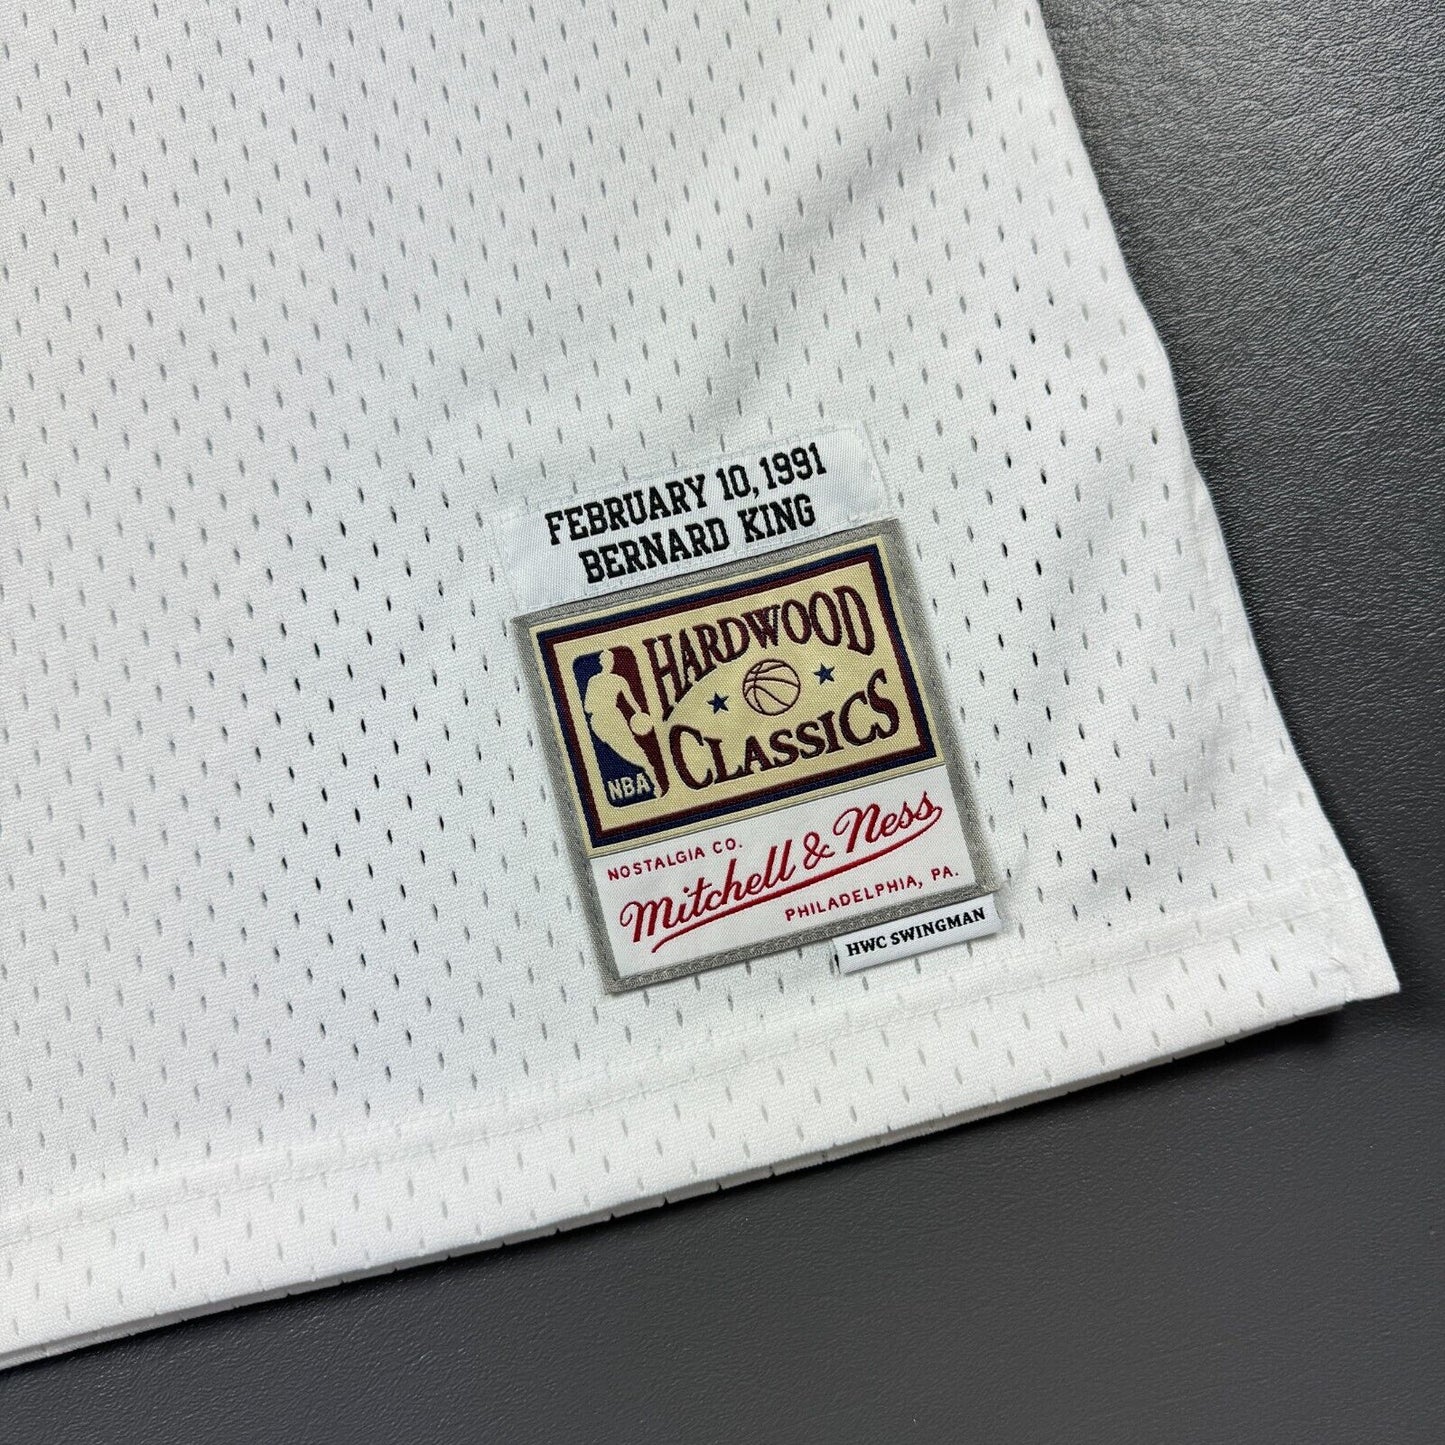 FEBRUARY 10, 1991
BERNARD KING
HARDWOOD
CLASSICS
NBA
NOSTALGIA CO.
Mitchell & Ness
PHILADELPHIA, PA.
HWC SWINGMAN